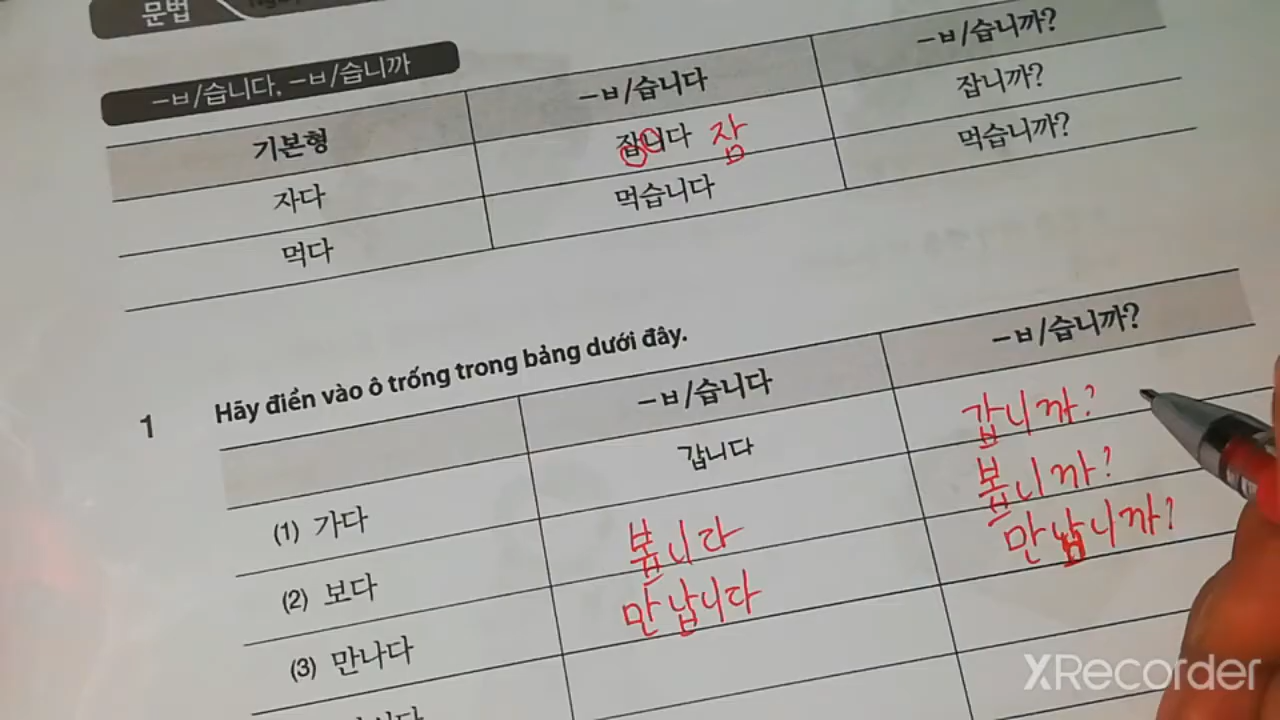 문법
-ㅂ/습니다, -ㅂ/습니까
기본형 -ㅂ/습니다 -ㅂ/습니까?
자다 잡니다 잡 잡니까?
먹다 먹습니다 먹습니까?
1 Hãy điền vào ô trống trong bảng dưới đây.
-ㅂ/습니다 -ㅂ/습니까?
(1) 가다 갑니다 갑니까?
(2) 보다 봅니다 봅니까?
(3) 만나다 만납니다 만납니까?
XRecorder